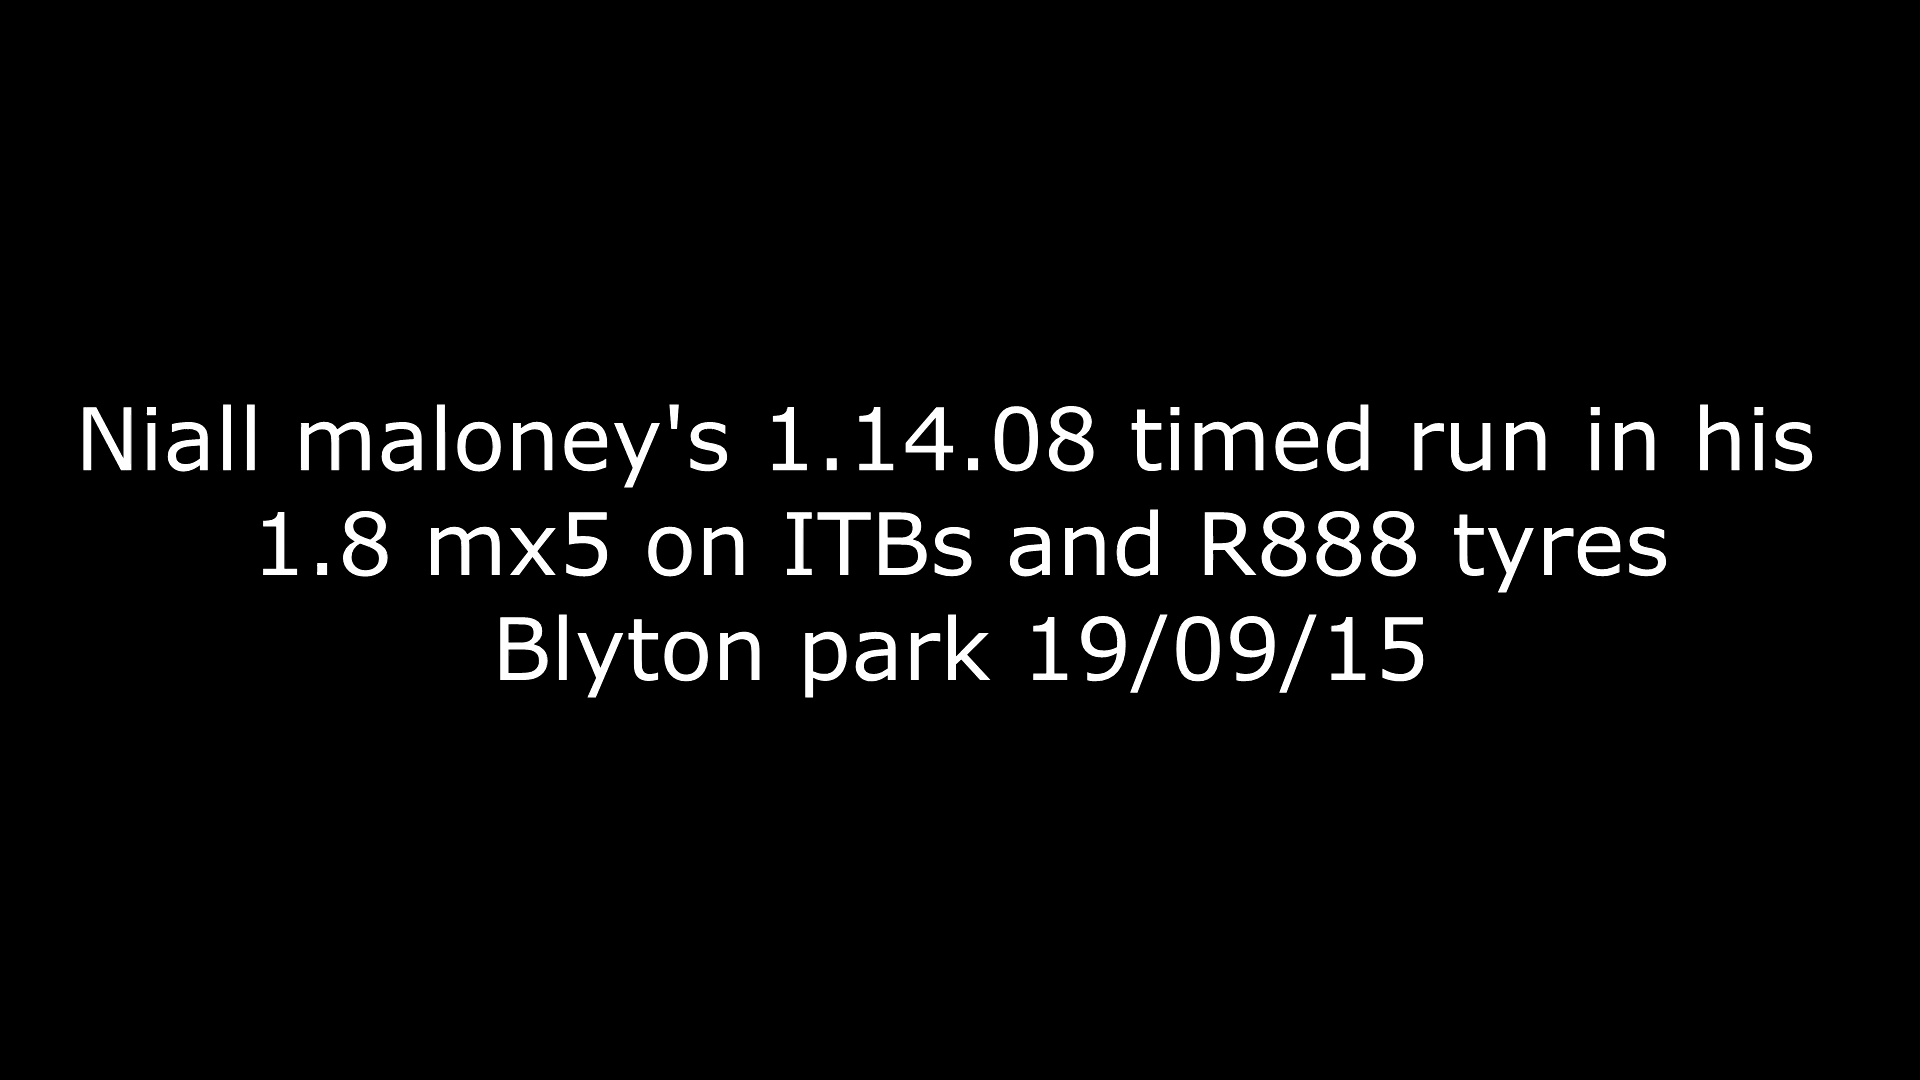 Niall maloney's 1.14.08 timed run in his
1.8 mx5 on ITBs and R888 tyres
Blyton park 19/09/15